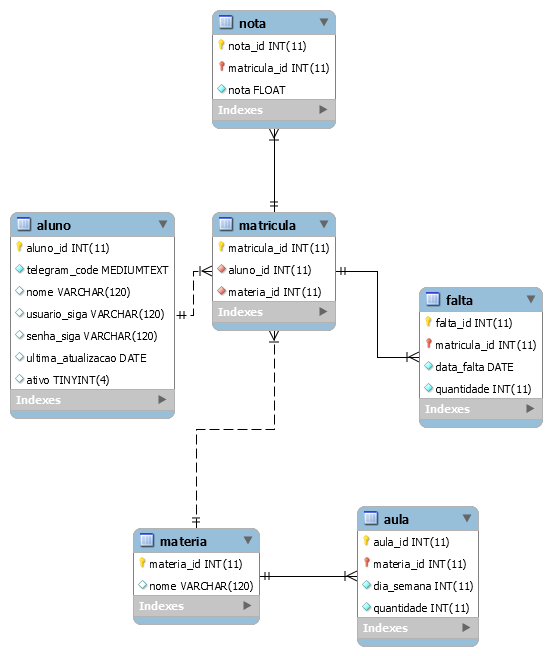 nota
nota_id INT(11)
matricula_id INT(11)
nota FLOAT
Indexes
aluno
aluno_id INT(11)
telegram_code MEDIUMTEXT
nome VARCHAR(120)
usuario_siga VARCHAR(120)
senha_siga VARCHAR(120)
ultima_atualizacao DATE
ativo TINYINT(4)
Indexes
matricula
matricula_id INT(11)
aluno_id INT(11)
materia_id INT(11)
Indexes
falta
falta_id INT(11)
matricula_id INT(11)
data_falta DATE
quantidade INT(11)
Indexes
materia
materia_id INT(11)
nome VARCHAR(120)
Indexes
aula
aula_id INT(11)
materia_id INT(11)
dia_semana INT(11)
quantidade INT(11)
Indexes